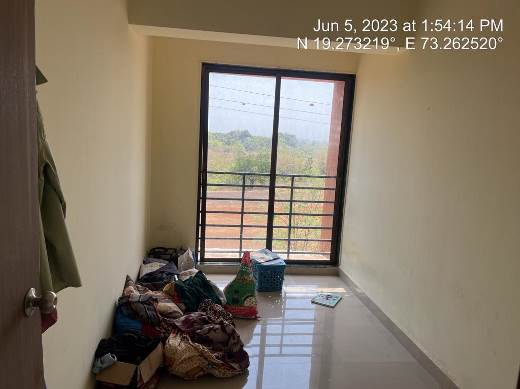 Jun 5, 2023 at 1:54:14 PM
N 19.273219°, E 73.262520°